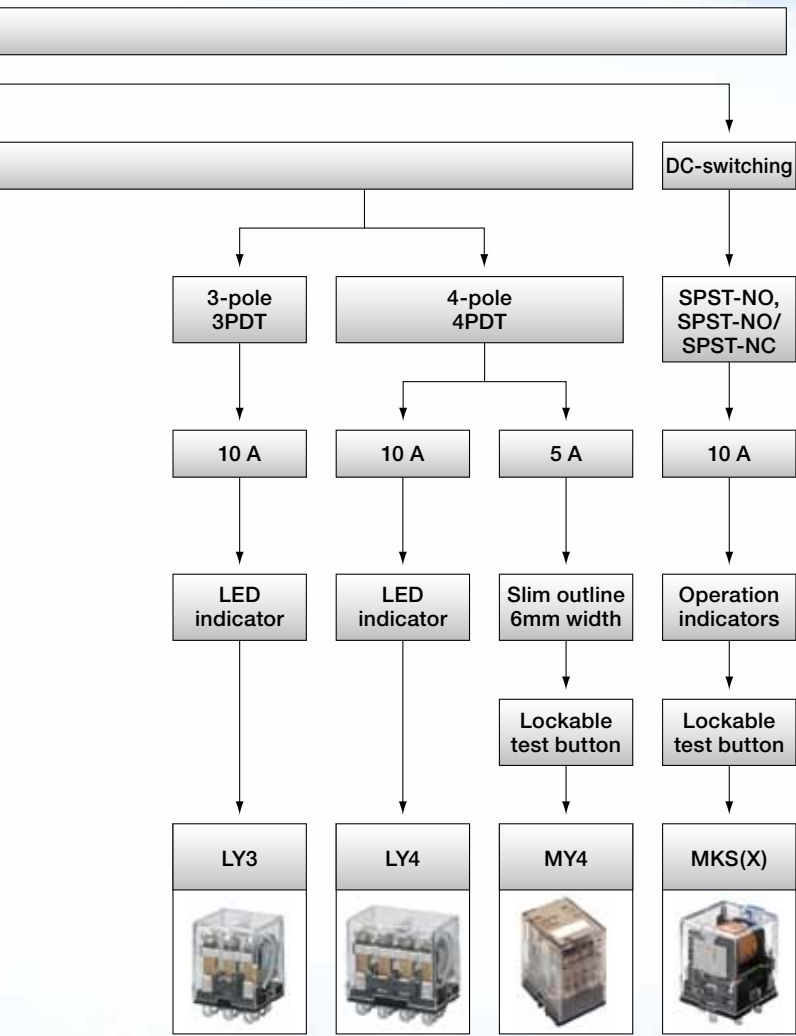 DC-switching
3-pole
3PDT
4-pole
4PDT
SPST-NO,
SPST-NO/
SPST-NC
10 A
10 A
5 A
10 A
LED
indicator
LED
indicator
Slim outline
6mm width
Operation
indicators
Lockable
test button
Lockable
test button
LY3
LY4
MY4
MKS(X)